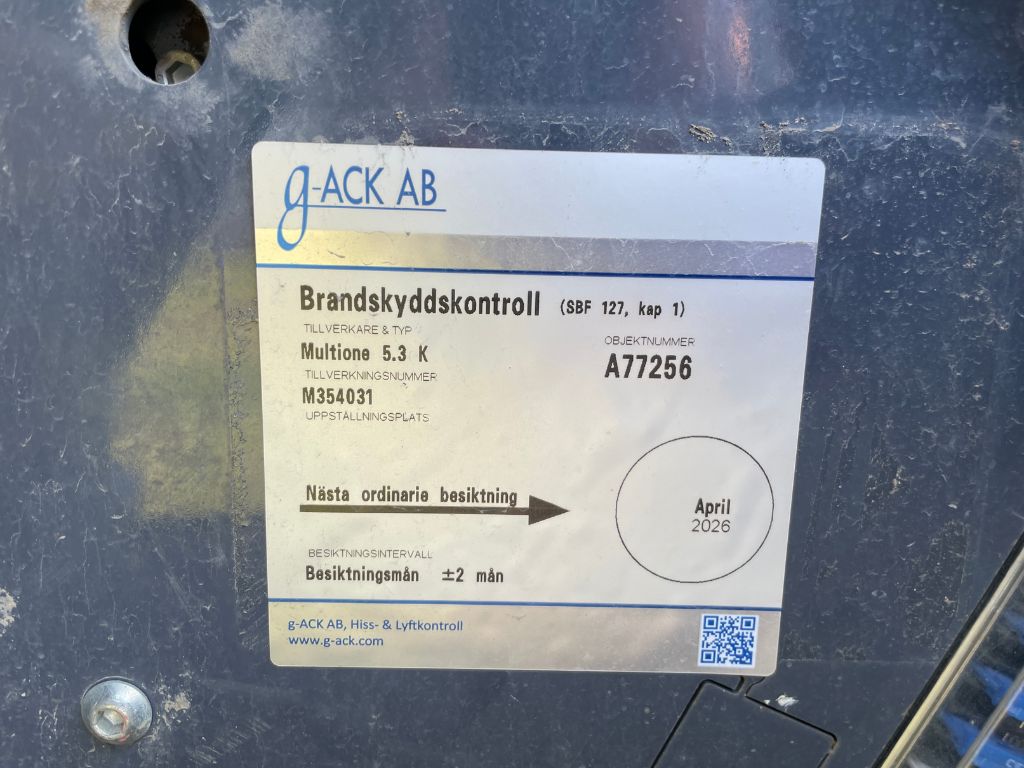 g-ACK AB
Brandskyddskontroll (SBF 127, kap 1)
TILLVERKARE & TYP
Multione 5.3 K
OBJEKTNUMMER
A77256
TILLVERKNINGSNUMMER
M354031
UPPSTÄLLNINGSPLATS
Nästa ordinarie besiktning
April
2026
BESIKTNINGSINTERVALL
Besiktningsmån ±2 mån
g-ACK AB, Hiss- & Lyftkontroll
www.g-ack.com